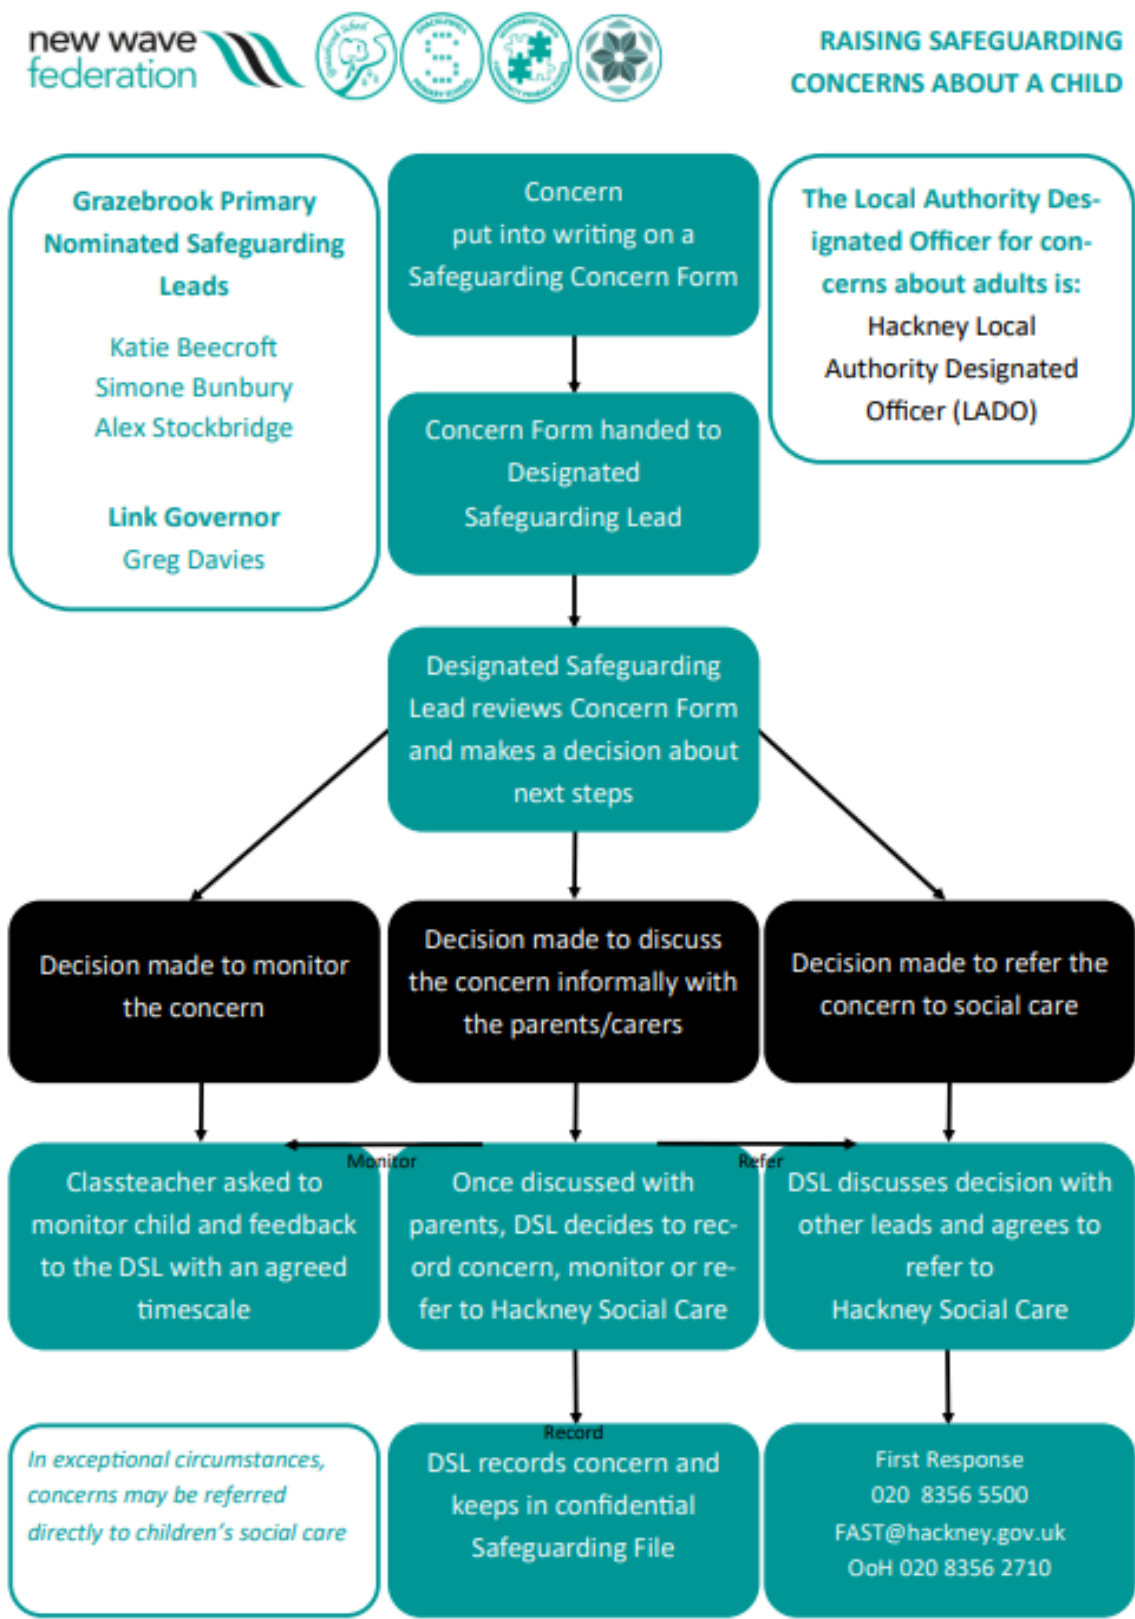 new wave
federation
RAISING SAFEGUARDING
CONCERNS ABOUT A CHILD
Grazebrook Primary
Nominated Safeguarding
Leads
Katie Beecroft
Simone Bunbury
Alex Stockbridge
Link Governor
Greg Davies
Concern
put into writing on a
Safeguarding Concern Form
The Local Authority Des-
ignated Officer for con-
cerns about adults is:
Hackney Local
Authority Designated
Officer (LADO)
Concern Form handed to
Designated
Safeguarding Lead
Designated Safeguarding
Lead reviews Concern Form
and makes a decision about
next steps
Decision made to monitor
the concern
Decision made to discuss
the concern informally with
the parents/carers
Decision made to refer the
concern to social care
Monitor
Refer
Classteacher asked to
monitor child and feedback
to the DSL with an agreed
timescale
Once discussed with
parents, DSL decides to rec-
ord concern, monitor or re-
fer to Hackney Social Care
DSL discusses decision with
other leads and agrees to
refer to
Hackney Social Care
In exceptional circumstances,
concerns may be referred
directly to children's social care
Record
DSL records concern and
keeps in confidential
Safeguarding File
First Response
020 8356 5500
FAST@hackney.gov.uk
OoH 020 8356 2710